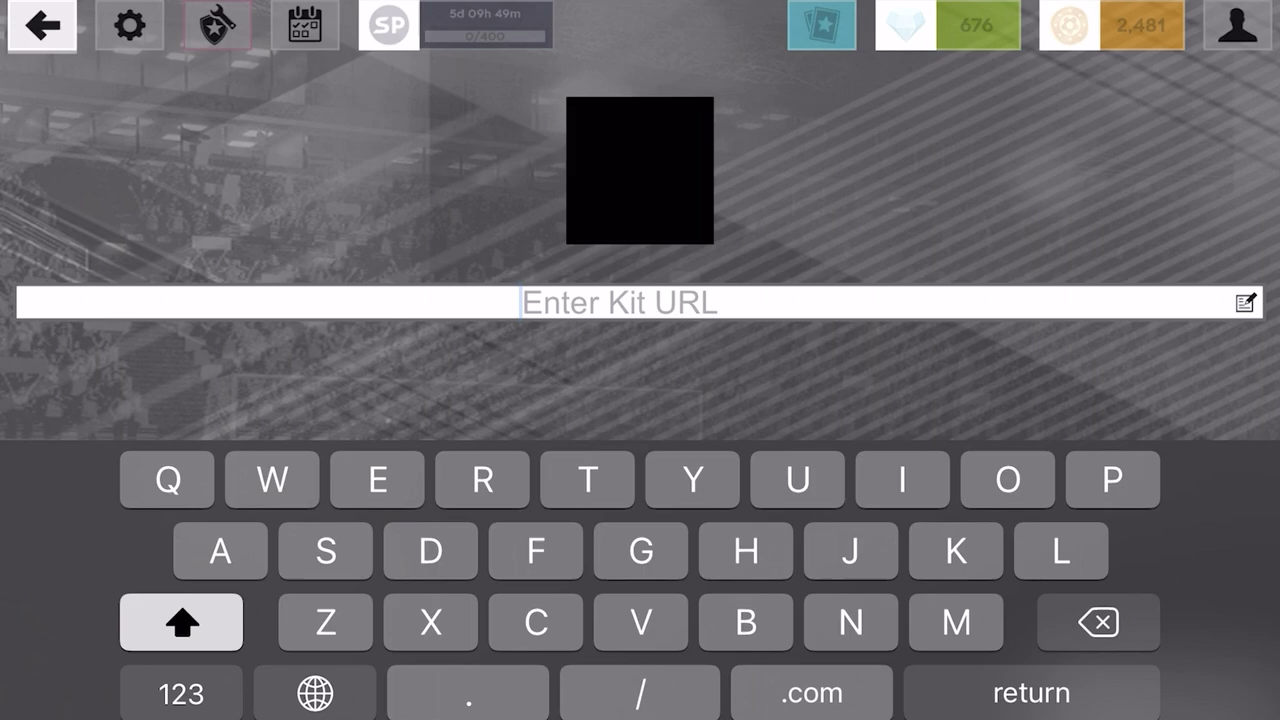 SP
5d 09h 49m
0/400
676
2,481
Enter Kit URL
Q W E R T Y U I O P
A S D F G H J K L
Z X C V B N M
123 . / .com return